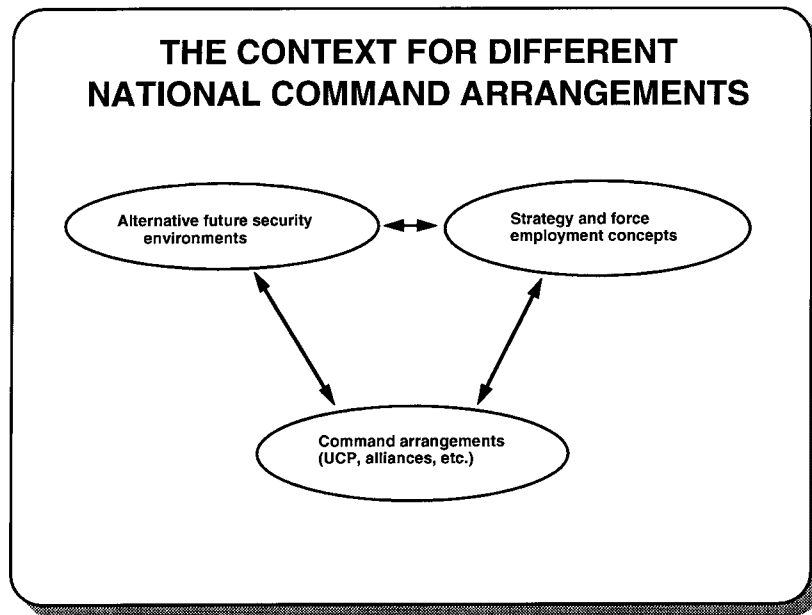 THE CONTEXT FOR DIFFERENT
NATIONAL COMMAND ARRANGEMENTS
Alternative future security
environments
Strategy and force
employment concepts
Command arrangements
(UCP, alliances, etc.)